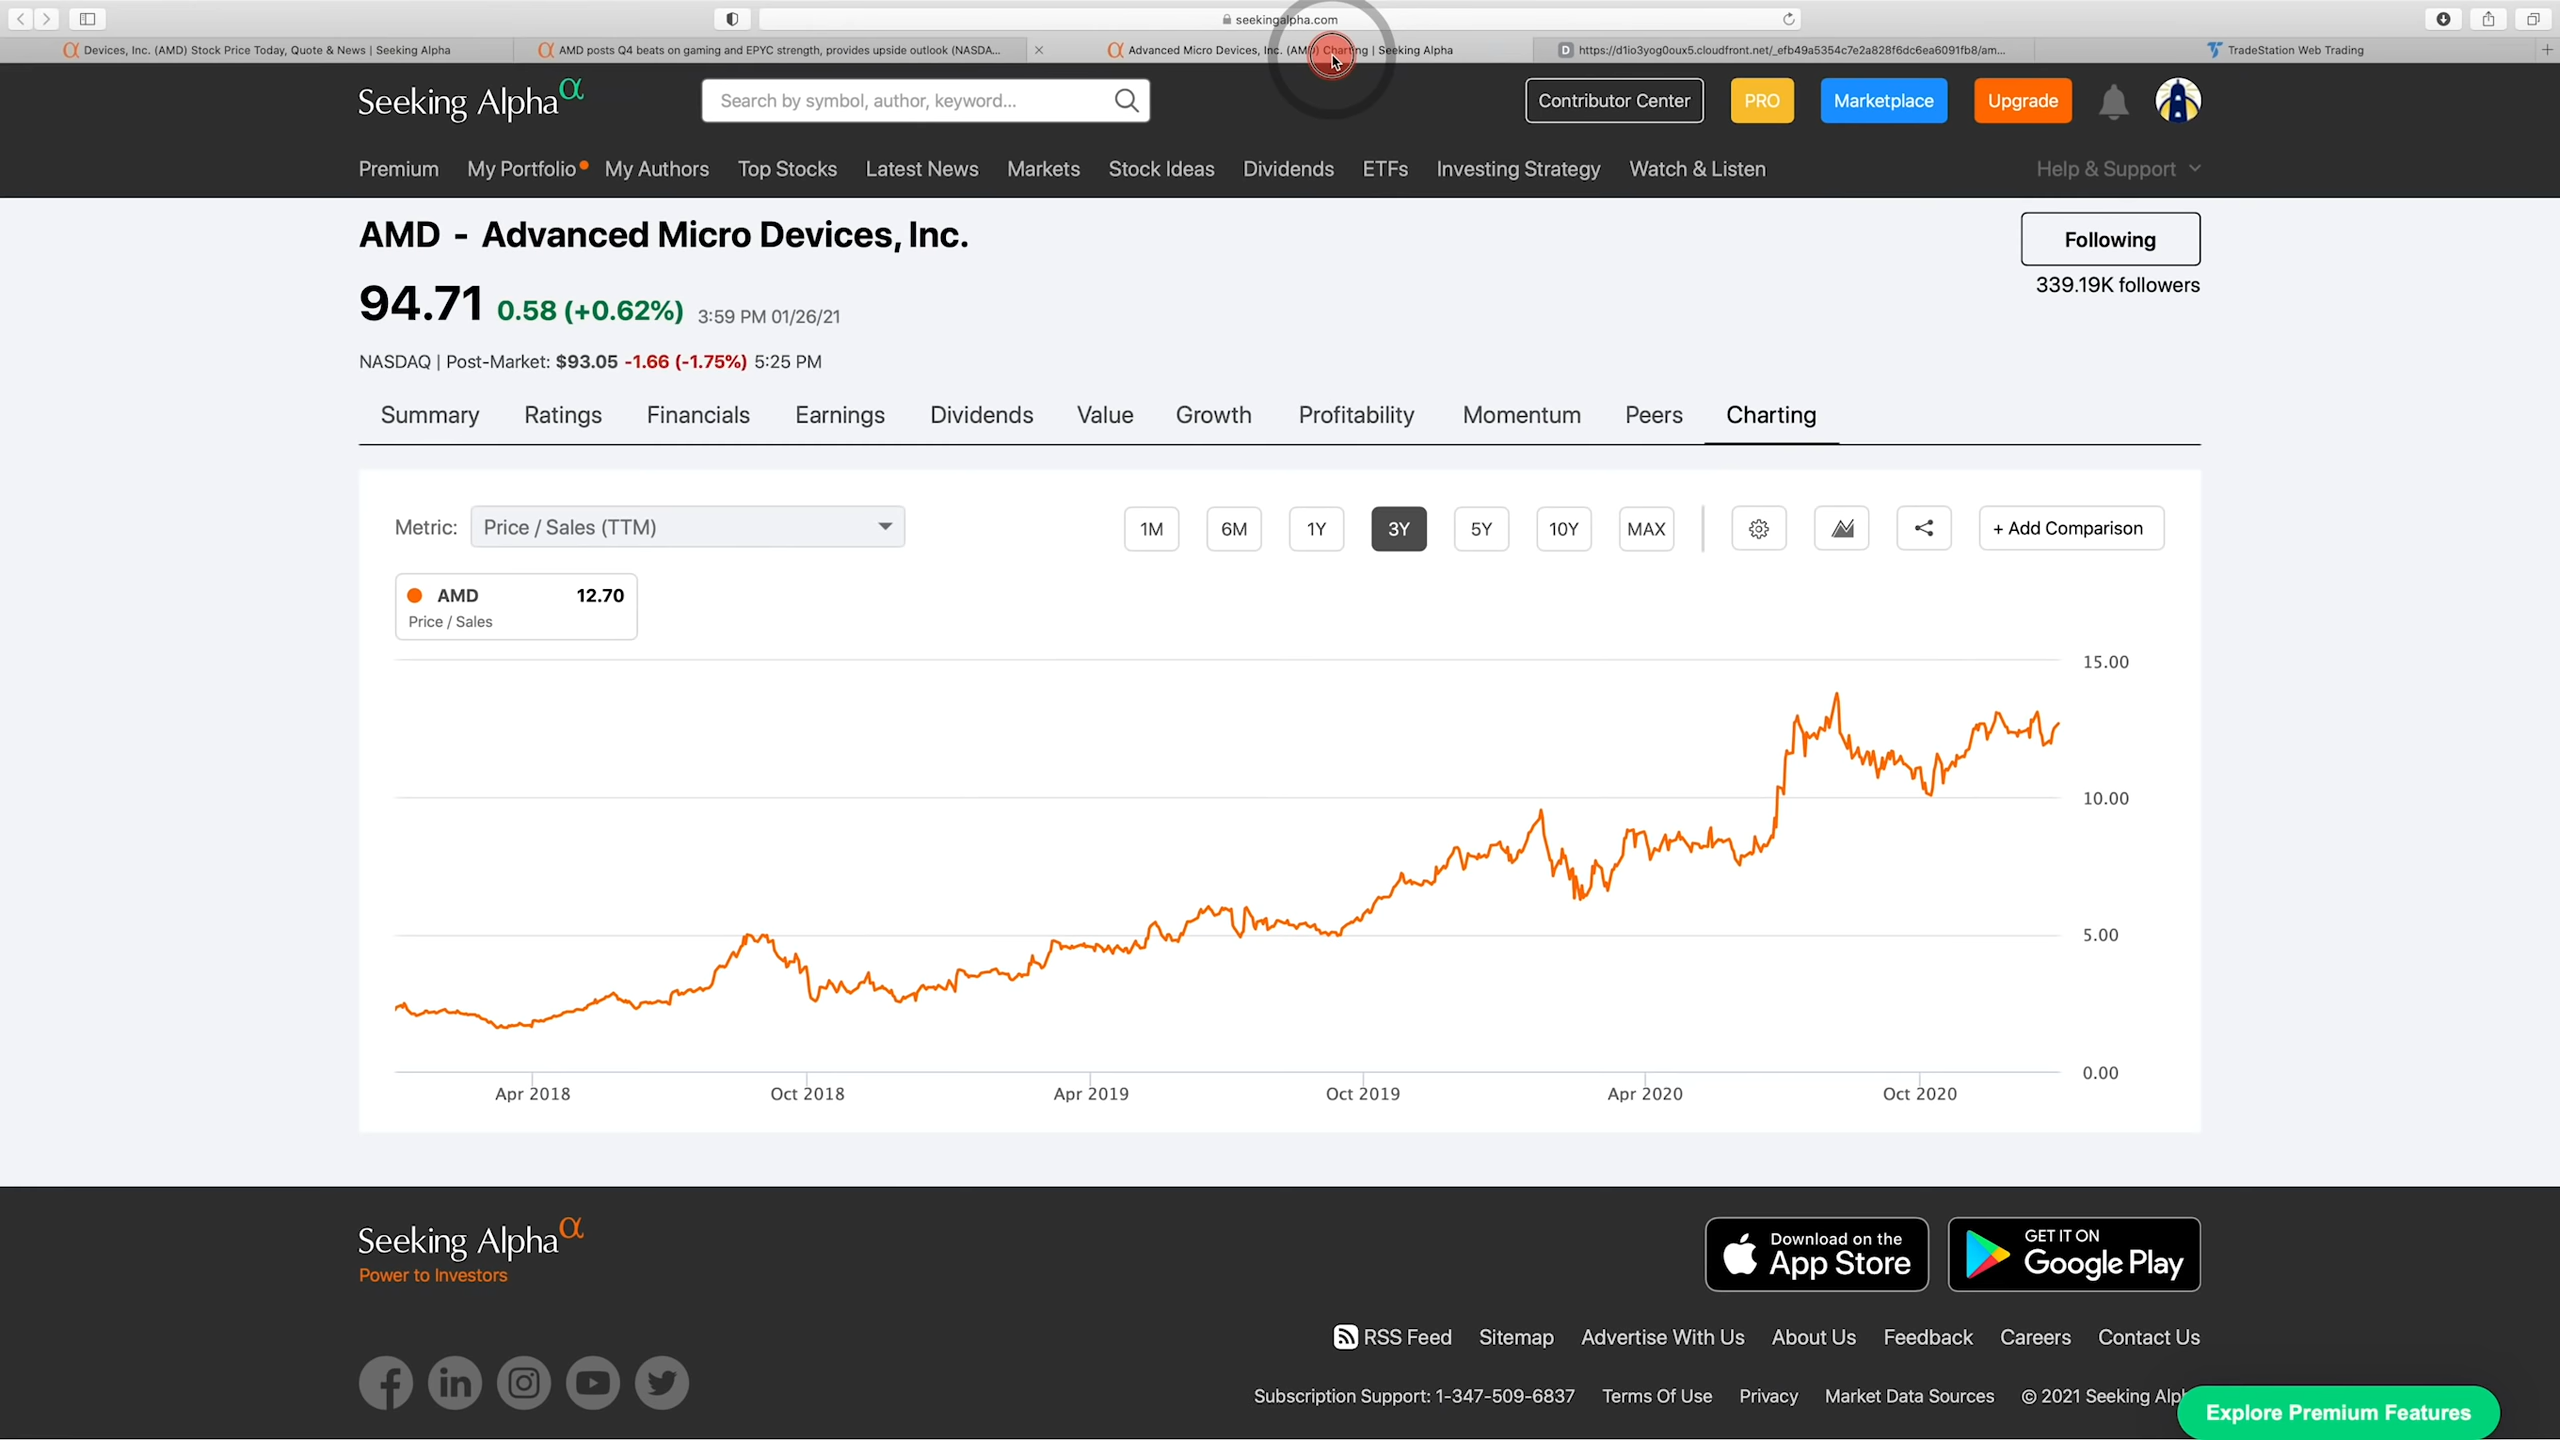 seekingalpha.com
Devices, Inc. (AMD) Stock Price Today, Quote & News | Seeking Alpha
AMD posts Q4 beats on gaming and EPYC strength, provides upside outlook (NASDA...
Advanced Micro Devices, Inc. (AMD) Charting | Seeking Alpha
D https://d1io3yog0oux5.cloudfront.net/_efb49a5354c7e2a828f6dc6ea6091fb8/am...
TradeStation Web Trading
Seeking Alpha α
Search by symbol, author, keyword...
Contributor Center
PRO
Marketplace
Upgrade
Premium My Portfolio My Authors Top Stocks Latest News Markets Stock Ideas Dividends ETFs Investing Strategy Watch & Listen Help & Support
AMD - Advanced Micro Devices, Inc.
Following
339.19K followers
94.71 0.58 (+0.62%) 3:59 PM 01/26/21
NASDAQ | Post-Market: $93.05 -1.66 (-1.75%) 5:25 PM
Summary Ratings Financials Earnings Dividends Value Growth Profitability Momentum Peers Charting
Metric: Price / Sales (TTM)
1M 6M 1Y 3Y 5Y 10Y MAX + Add Comparison
AMD 12.70
Price / Sales
15.00
10.00
5.00
0.00
Apr 2018 Oct 2018 Apr 2019 Oct 2019 Apr 2020 Oct 2020
Seeking Alpha α
Power to Investors
Download on the
App Store
GET IT ON
Google Play
RSS Feed Sitemap Advertise With Us About Us Feedback Careers Contact Us
Subscription Support: 1-347-509-6837 Terms Of Use Privacy Market Data Sources © 2021 Seeking Alp
Explore Premium Features